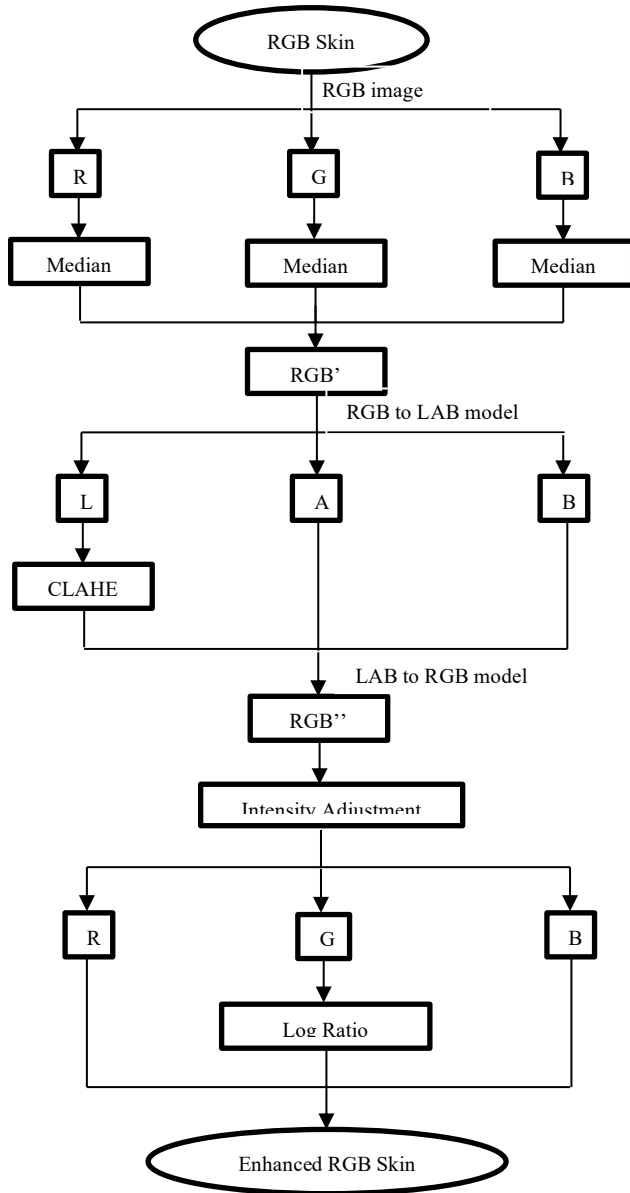 RGB Skin
RGB image
R
G
B
Median
Median
Median
RGB’
RGB to LAB model
L
A
B
CLAHE
LAB to RGB model
RGB’’
Intensity Adjustment
R
G
B
Log Ratio
Enhanced RGB Skin